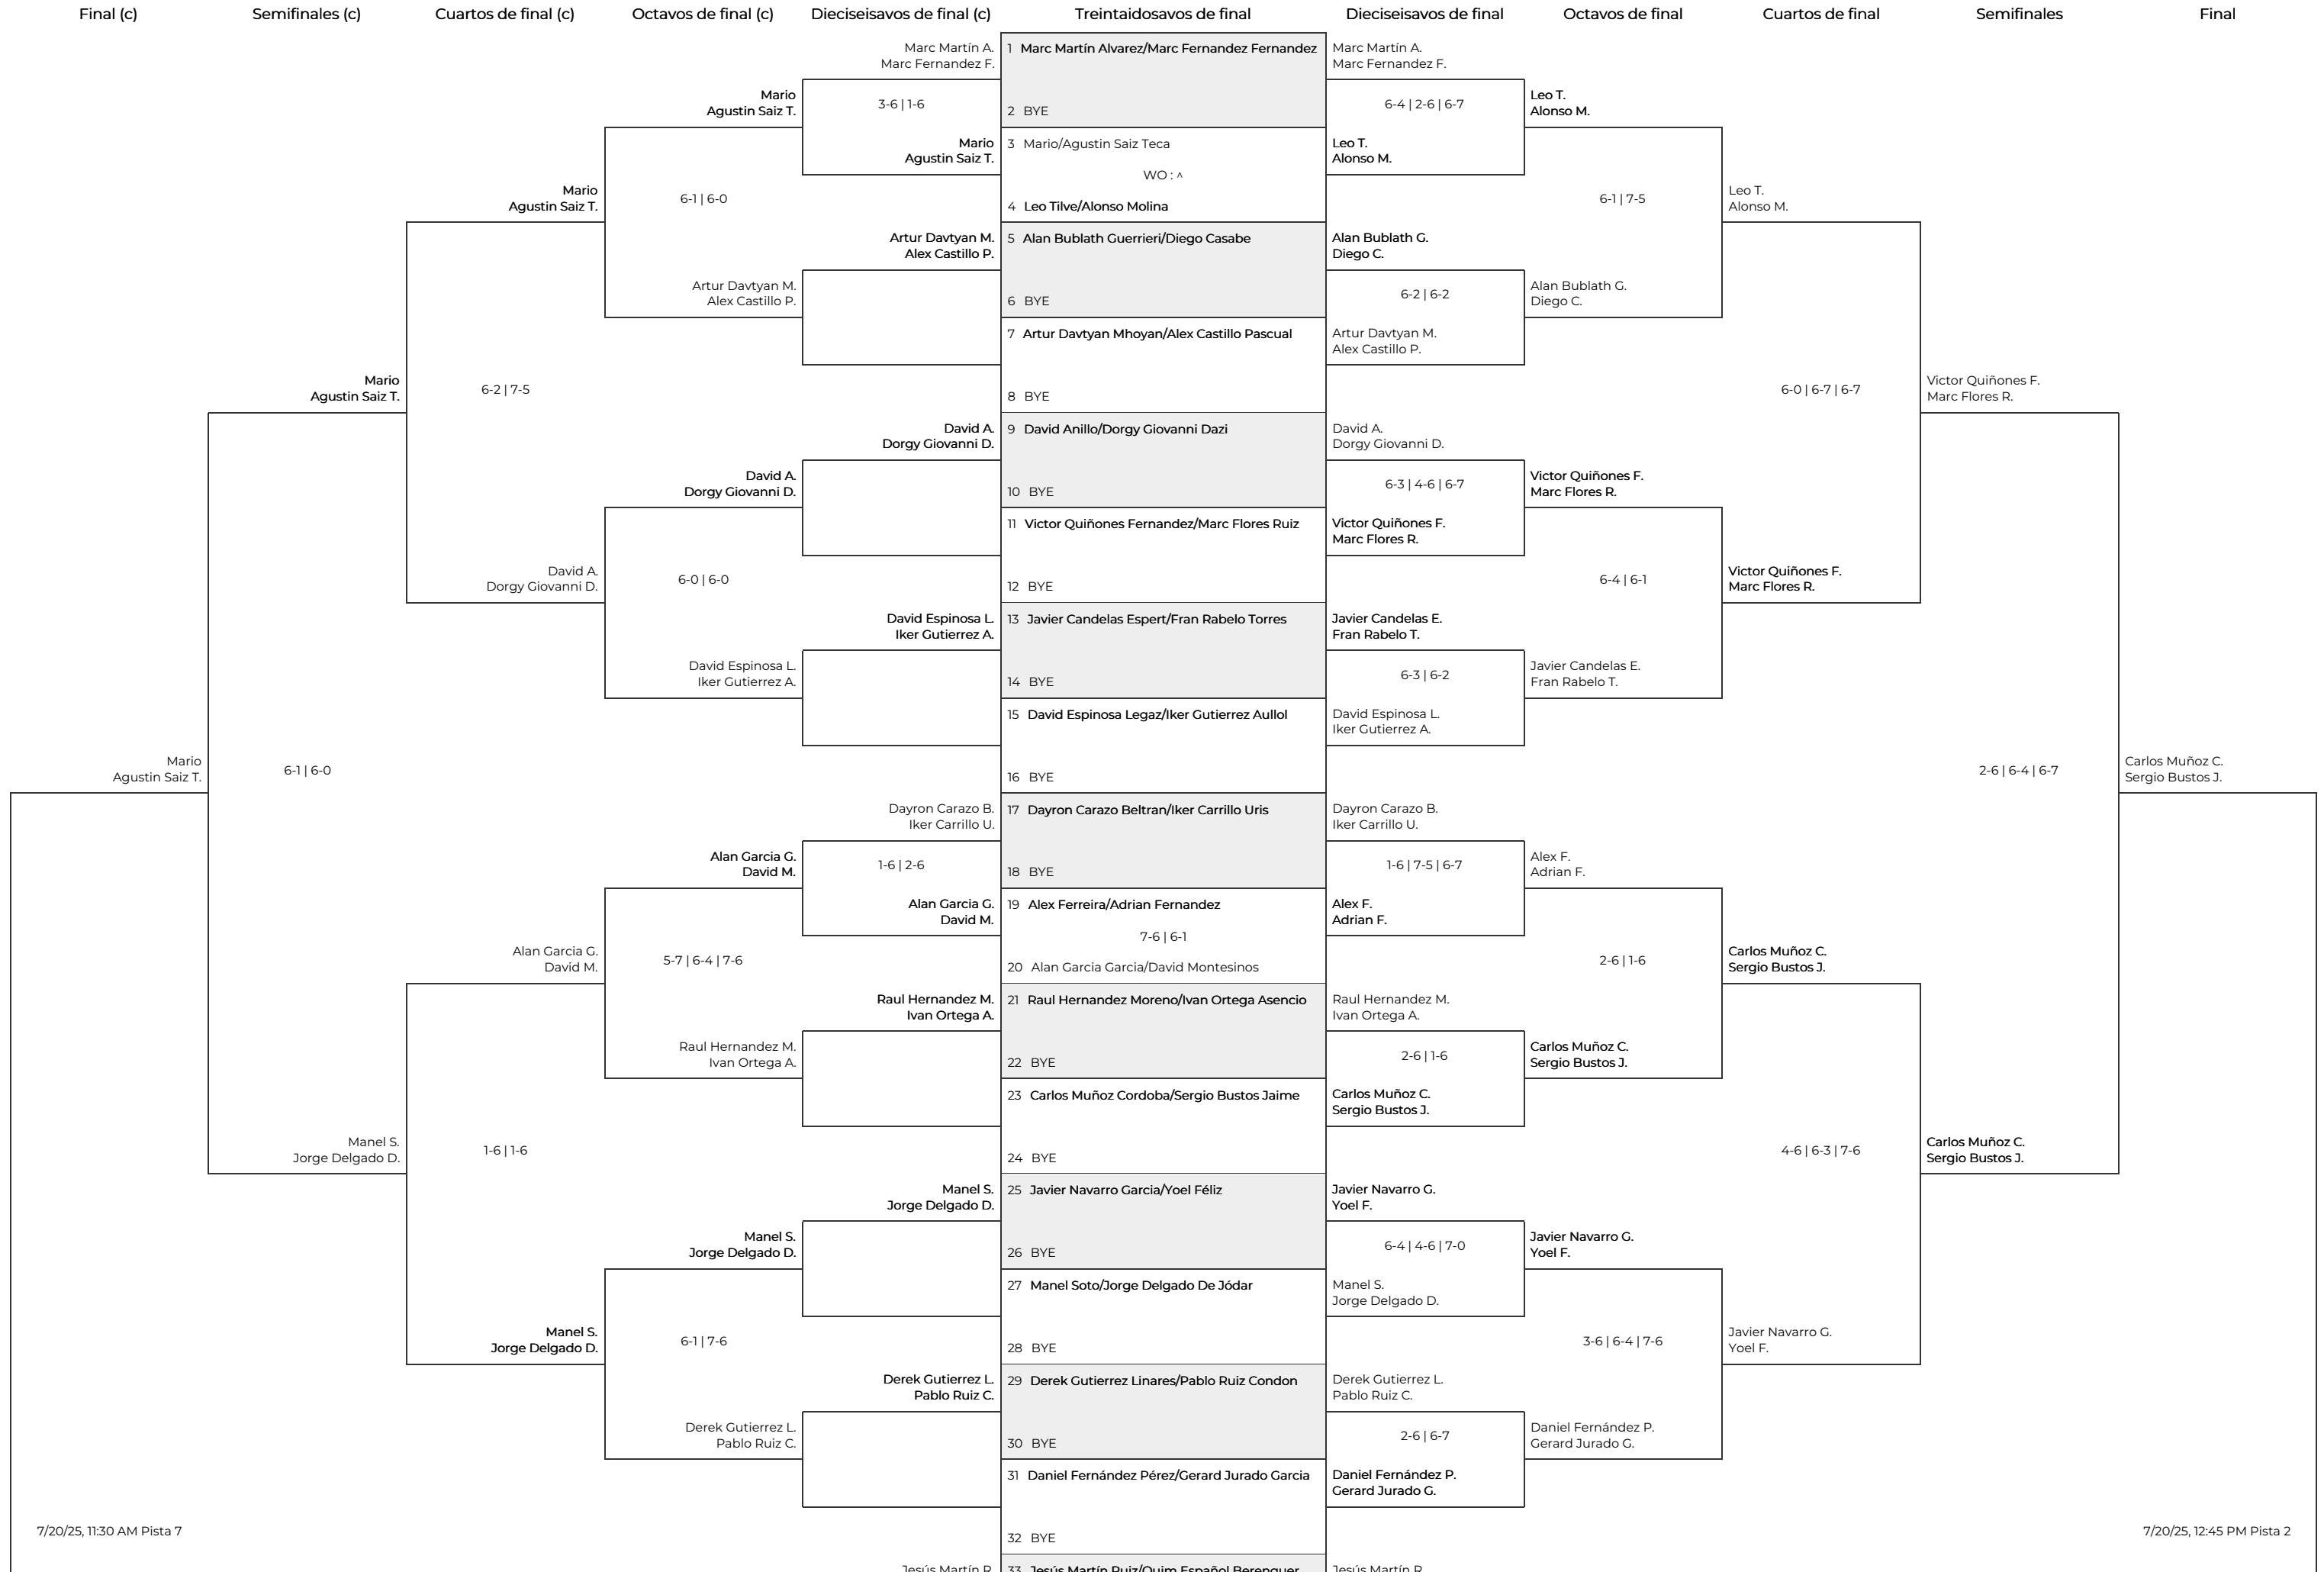 Final (c)
Semifinales (c)
Cuartos de final (c)
Octavos de final (c)
Dieciseisavos de final (c)
Treintaidosavos de final
Dieciseisavos de final
Octavos de final
Cuartos de final
Semifinales
Final
Mario
Agustin Saiz T.
7/20/25, 11:30 AM Pista 7
Mario
Agustin Saiz T.
6-1 | 6-0
Manel S.
Jorge Delgado D.
Mario
Agustin Saiz T.
6-2 | 7-5
David A.
Dorgy Giovanni D.
Alan Garcia G.
David M.
1-6 | 1-6
Manel S.
Jorge Delgado D.
Mario
Agustin Saiz T.
6-1 | 6-0
Artur Davtyan M.
Alex Castillo P.
David A.
Dorgy Giovanni D.
6-0 | 6-0
David Espinosa L.
Iker Gutierrez A.
Alan Garcia G.
David M.
5-7 | 6-4 | 7-6
Raul Hernandez M.
Ivan Ortega A.
Manel S.
Jorge Delgado D.
6-1 | 7-6
Derek Gutierrez L.
Pablo Ruiz C.
Marc Martín A.
Marc Fernandez F.
3-6 | 1-6
Mario
Agustin Saiz T.
Artur Davtyan M.
Alex Castillo P.
David A.
Dorgy Giovanni D.
David Espinosa L.
Iker Gutierrez A.
Dayron Carazo B.
Iker Carrillo U.
1-6 | 2-6
Alan Garcia G.
David M.
Raul Hernandez M.
Ivan Ortega A.
Manel S.
Jorge Delgado D.
Derek Gutierrez L.
Pablo Ruiz C.
Jesús Martín R.
1 Marc Martín Alvarez/Marc Fernandez Fernandez
2 BYE
3 Mario/Agustin Saiz Teca
WO : ^
4 Leo Tilve/Alonso Molina
5 Alan Bublath Guerrieri/Diego Casabe
6 BYE
7 Artur Davtyan Mhoyan/Alex Castillo Pascual
8 BYE
9 David Anillo/Dorgy Giovanni Dazi
10 BYE
11 Victor Quiñones Fernandez/Marc Flores Ruiz
12 BYE
13 Javier Candelas Espert/Fran Rabelo Torres
14 BYE
15 David Espinosa Legaz/Iker Gutierrez Aullol
16 BYE
17 Dayron Carazo Beltran/Iker Carrillo Uris
18 BYE
19 Alex Ferreira/Adrian Fernandez
7-6 | 6-1
20 Alan Garcia Garcia/David Montesinos
21 Raul Hernandez Moreno/Ivan Ortega Asencio
22 BYE
23 Carlos Muñoz Cordoba/Sergio Bustos Jaime
24 BYE
25 Javier Navarro Garcia/Yoel Féliz
26 BYE
27 Manel Soto/Jorge Delgado De Jódar
28 BYE
29 Derek Gutierrez Linares/Pablo Ruiz Condon
30 BYE
31 Daniel Fernández Pérez/Gerard Jurado Garcia
32 BYE
33 Jesús Martín Ruiz/Quim Español Berenguer
Marc Martín A.
Marc Fernandez F.
6-4 | 2-6 | 6-7
Leo T.
Alonso M.
Alan Bublath G.
Diego C.
6-2 | 6-2
Artur Davtyan M.
Alex Castillo P.
David A.
Dorgy Giovanni D.
6-3 | 4-6 | 6-7
Victor Quiñones F.
Marc Flores R.
Javier Candelas E.
Fran Rabelo T.
6-3 | 6-2
David Espinosa L.
Iker Gutierrez A.
Dayron Carazo B.
Iker Carrillo U.
1-6 | 7-5 | 6-7
Alex F.
Adrian F.
Raul Hernandez M.
Ivan Ortega A.
2-6 | 1-6
Carlos Muñoz C.
Sergio Bustos J.
Javier Navarro G.
Yoel F.
6-4 | 4-6 | 7-0
Manel S.
Jorge Delgado D.
Derek Gutierrez L.
Pablo Ruiz C.
2-6 | 6-7
Daniel Fernández P.
Gerard Jurado G.
Jesús Martín R.
Leo T.
Alonso M.
6-1 | 7-5
Alan Bublath G.
Diego C.
Victor Quiñones F.
Marc Flores R.
6-4 | 6-1
Javier Candelas E.
Fran Rabelo T.
Alex F.
Adrian F.
2-6 | 1-6
Carlos Muñoz C.
Sergio Bustos J.
Javier Navarro G.
Yoel F.
3-6 | 6-4 | 7-6
Daniel Fernández P.
Gerard Jurado G.
Leo T.
Alonso M.
6-0 | 6-7 | 6-7
Victor Quiñones F.
Marc Flores R.
Carlos Muñoz C.
Sergio Bustos J.
4-6 | 6-3 | 7-6
Javier Navarro G.
Yoel F.
Victor Quiñones F.
Marc Flores R.
2-6 | 6-4 | 6-7
Carlos Muñoz C.
Sergio Bustos J.
Carlos Muñoz C.
Sergio Bustos J.
7/20/25, 12:45 PM Pista 2